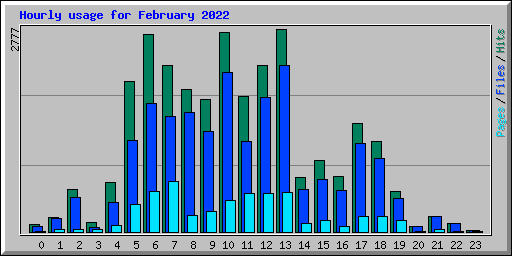 Hourly usage for February 2022
2777
Pages/Files/Hits
0 1 2 3 4 5 6 7 8 9 10 11 12 13 14 15 16 17 18 19 20 21 22 23